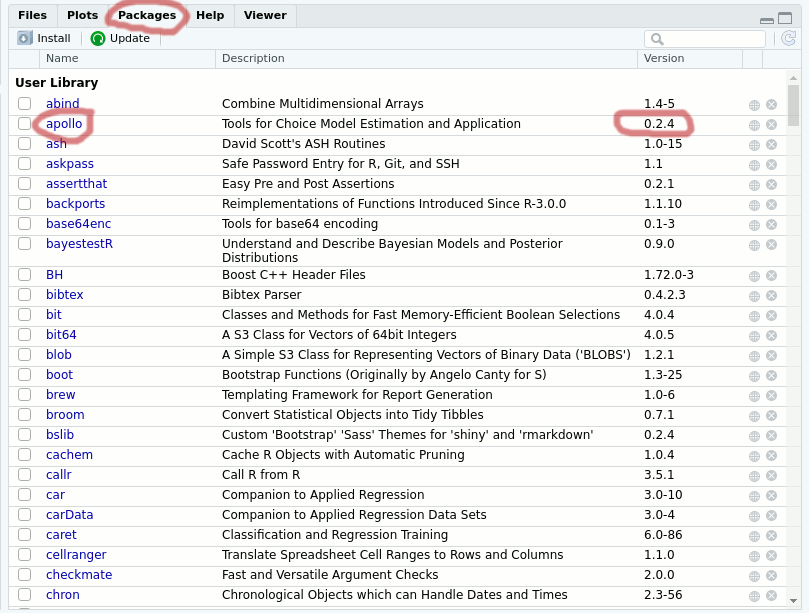 Files Plots Packages Help Viewer
Install Update
Name Description Version
User Library
abind Combine Multidimensional Arrays 1.4-5
apollo Tools for Choice Model Estimation and Application 0.2.4
ash David Scott's ASH Routines 1.0-15
askpass Safe Password Entry for R, Git, and SSH 1.1
assertthat Easy Pre and Post Assertions 0.2.1
backports Reimplementations of Functions Introduced Since R-3.0.0 1.1.10
base64enc Tools for base64 encoding 0.1-3
bayestestR Understand and Describe Bayesian Models and Posterior 0.9.0
Distributions
BH Boost C++ Header Files 1.72.0-3
bibtex Bibtex Parser 0.4.2.3
bit Classes and Methods for Fast Memory-Efficient Boolean Selections 4.0.4
bit64 A S3 Class for Vectors of 64bit Integers 4.0.5
blob A Simple S3 Class for Representing Vectors of Binary Data ('BLOBS') 1.2.1
boot Bootstrap Functions (Originally by Angelo Canty for S) 1.3-25
brew Templating Framework for Report Generation 1.0-6
broom Convert Statistical Objects into Tidy Tibbles 0.7.1
bslib Custom 'Bootstrap' 'Sass' Themes for 'shiny' and 'rmarkdown' 0.2.4
cachem Cache R Objects with Automatic Pruning 1.0.4
callr Call R from R 3.5.1
car Companion to Applied Regression 3.0-10
carData Companion to Applied Regression Data Sets 3.0-4
caret Classification and Regression Training 6.0-86
cellranger Translate Spreadsheet Cell Ranges to Rows and Columns 1.1.0
checkmate Fast and Versatile Argument Checks 2.0.0
chron Chronological Objects which can Handle Dates and Times 2.3-56